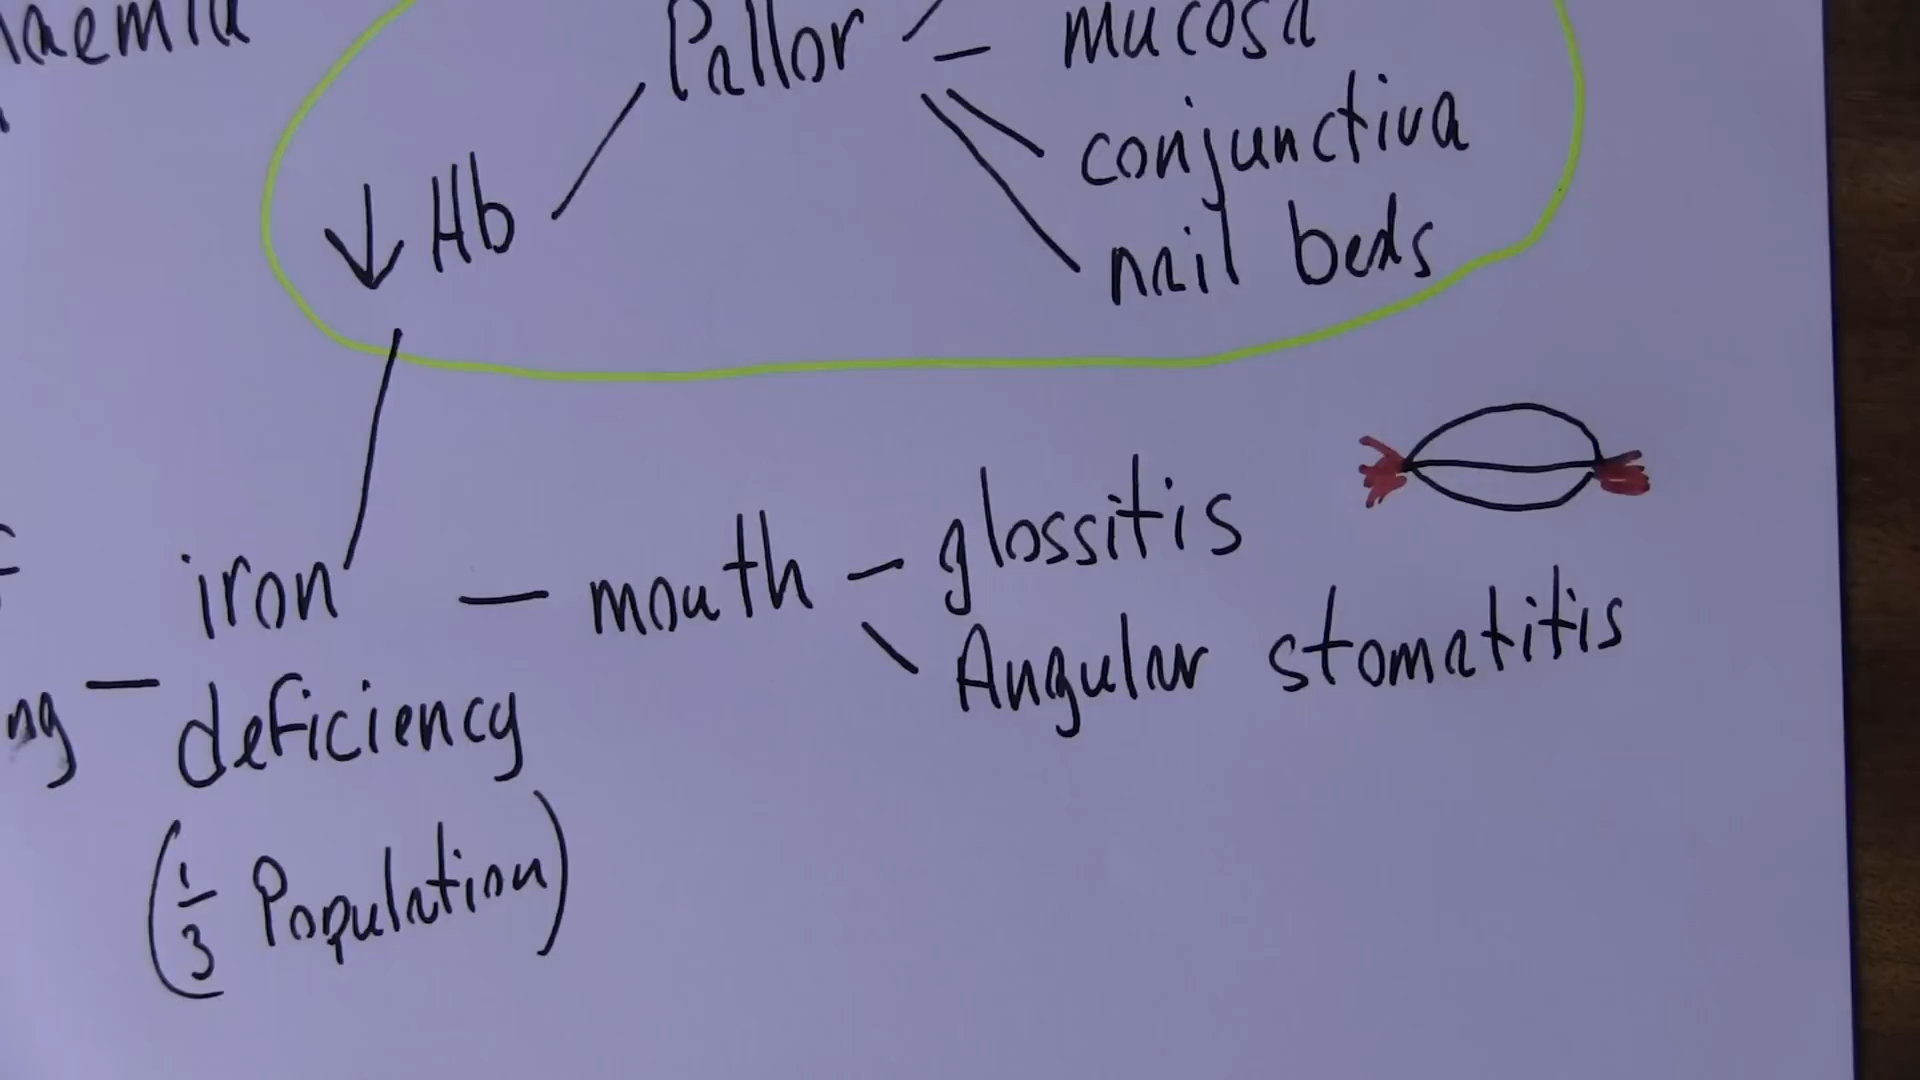 Pallor – mucosa
conjunctiva
↓ Hb
nail beds
iron – mouth – glossitis
Angular stomatitis
– deficiency
(1/3 Population)